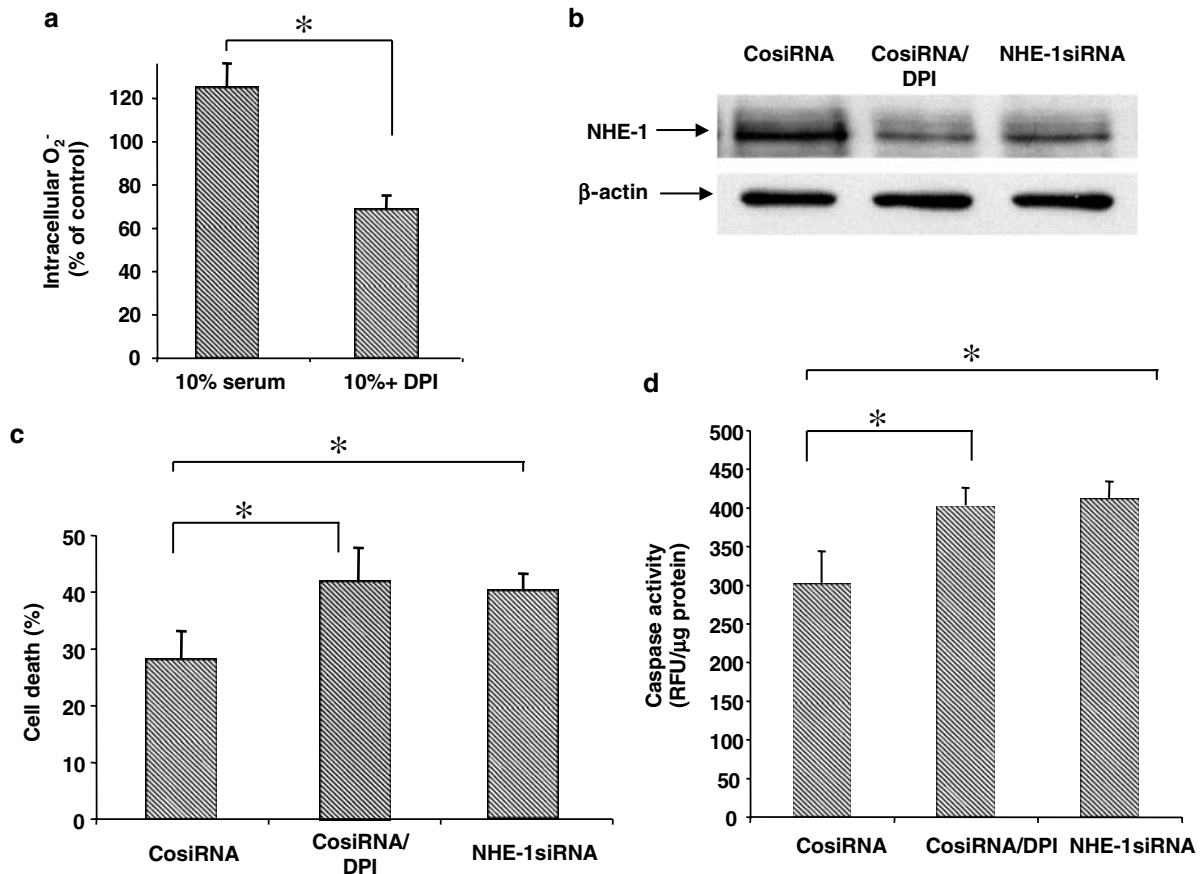 a
*
Intracellular O₂⁻
(% of control)
120
100
80
60
40
20
0
10% serum
10%+ DPI
b
CosiRNA
CosiRNA/
DPI
NHE-1siRNA
NHE-1
β-actin
c
*
*
Cell death (%)
50
40
30
20
10
0
CosiRNA
CosiRNA/
DPI
NHE-1siRNA
d
*
*
Caspase activity
(RFU/μg protein)
500
450
400
350
300
250
200
150
100
50
0
CosiRNA
CosiRNA/DPI
NHE-1siRNA